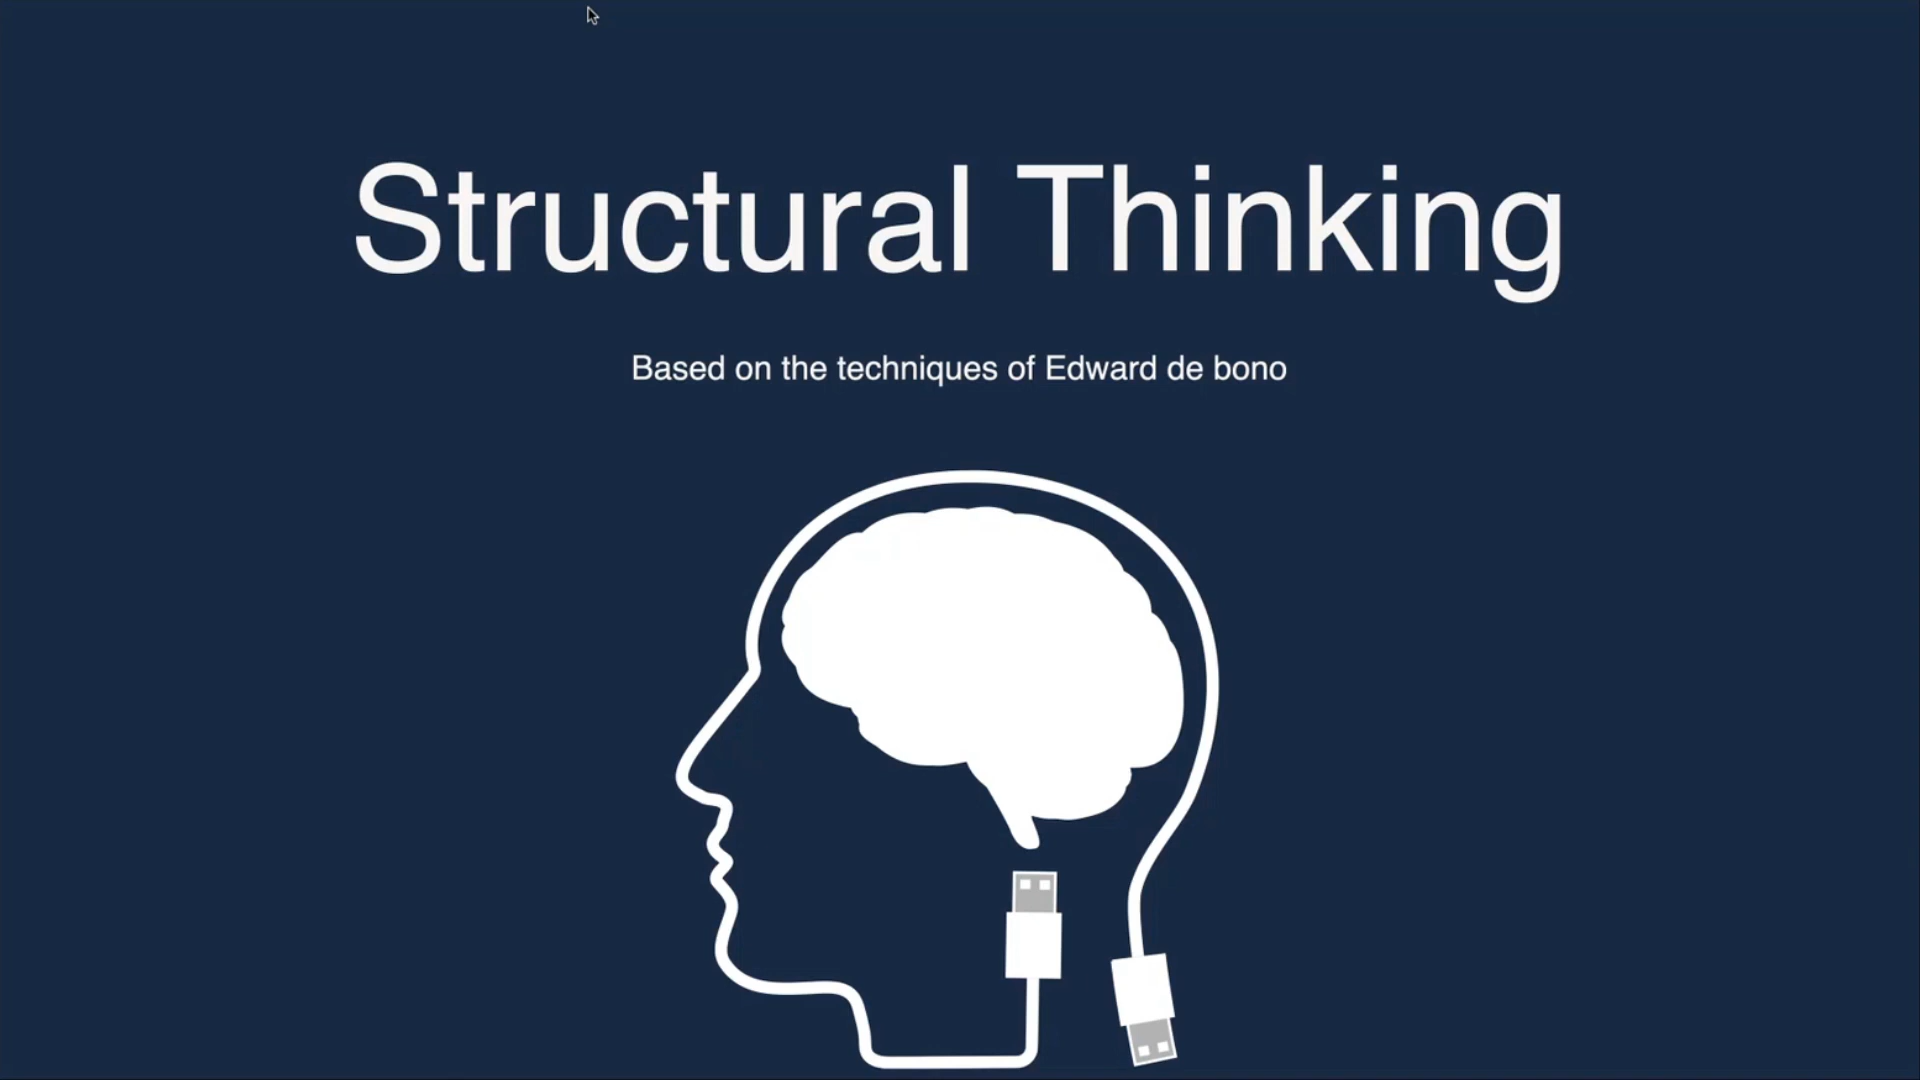 Structural Thinking
Based on the techniques of Edward de bono